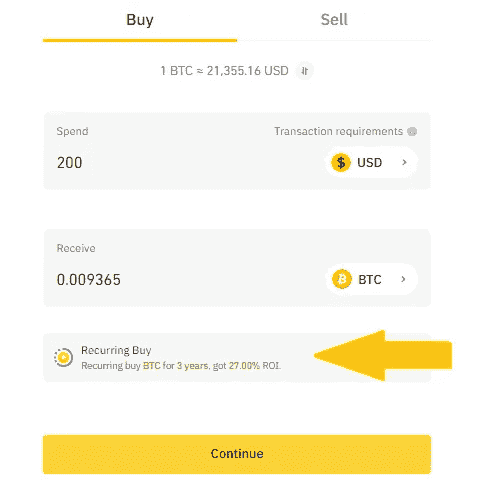 Buy Sell
1 BTC ≈ 21,355.16 USD
Spend Transaction requirements
200 $ USD
Receive
0.009365 BTC
Recurring Buy
Recurring buy BTC for 3 years, got 27.00% ROI.
Continue